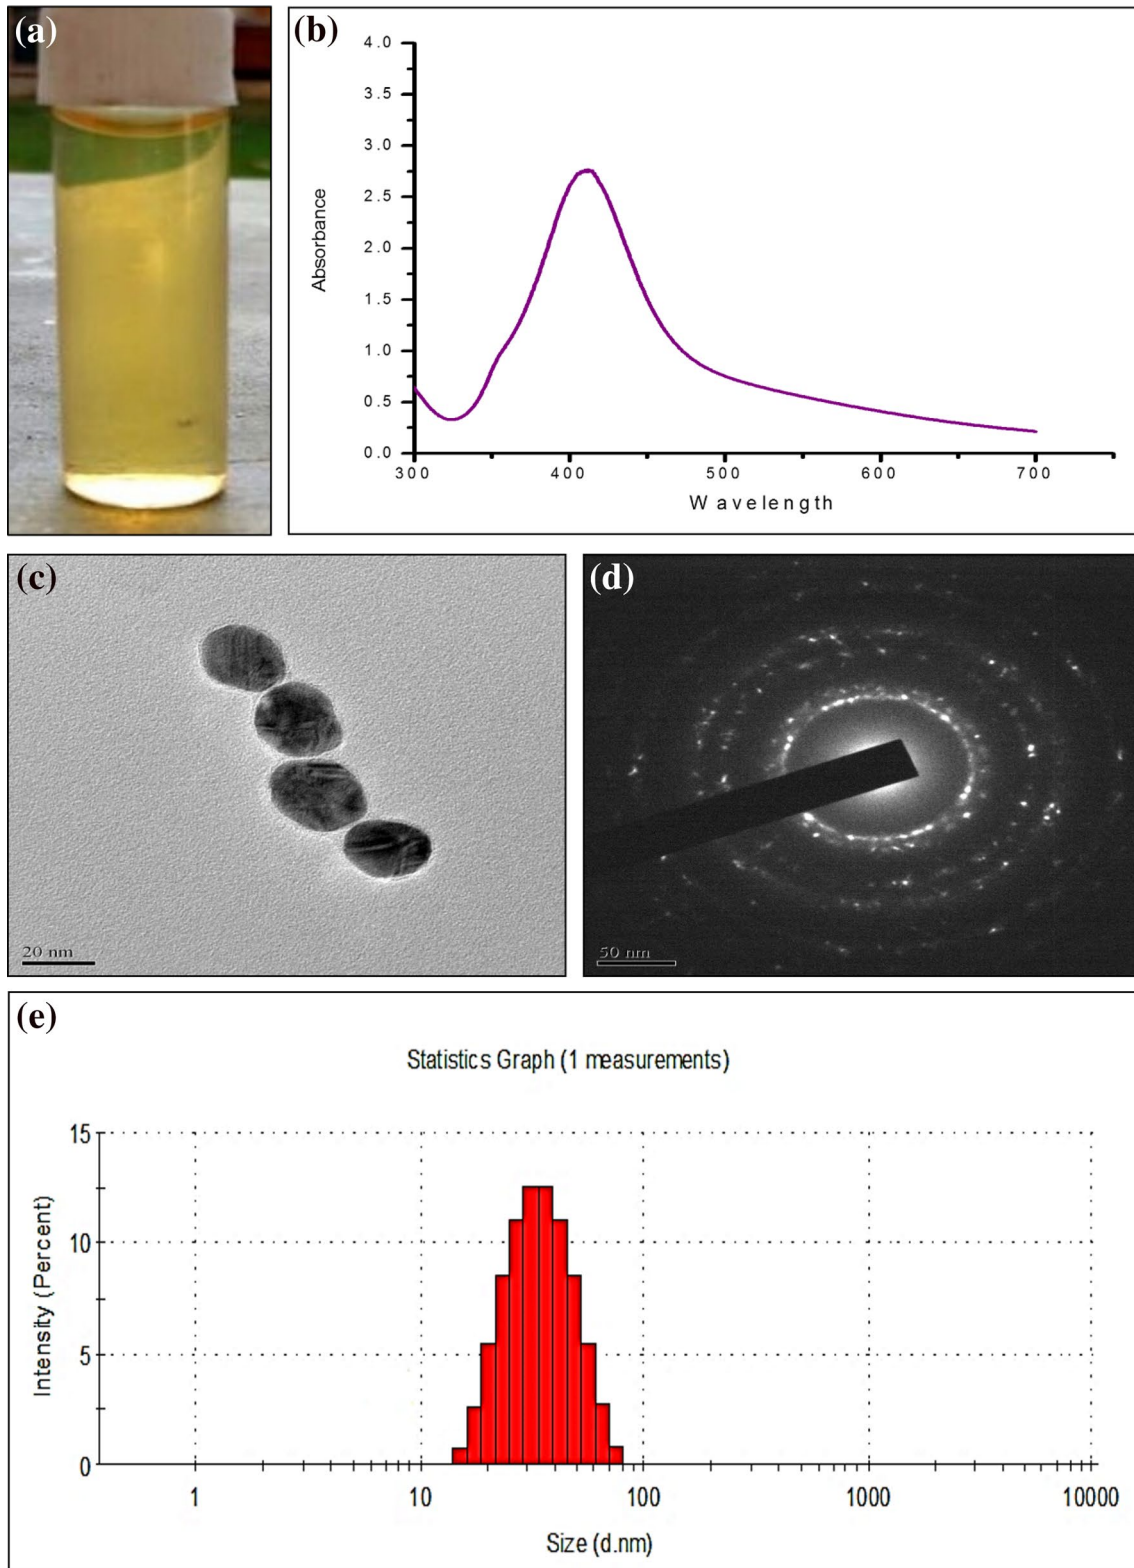 (a)
(b)
4.0
3.5
3.0
2.5
2.0
1.5
1.0
0.5
0.0
Absorbance
300 400 500 600 700
Wavelength
(c)
20 nm
(d)
50 nm
(e)
Statistics Graph (1 measurements)
15
10
5
0
Intensity (Percent)
1 10 100 1000 10000
Size (d.nm)